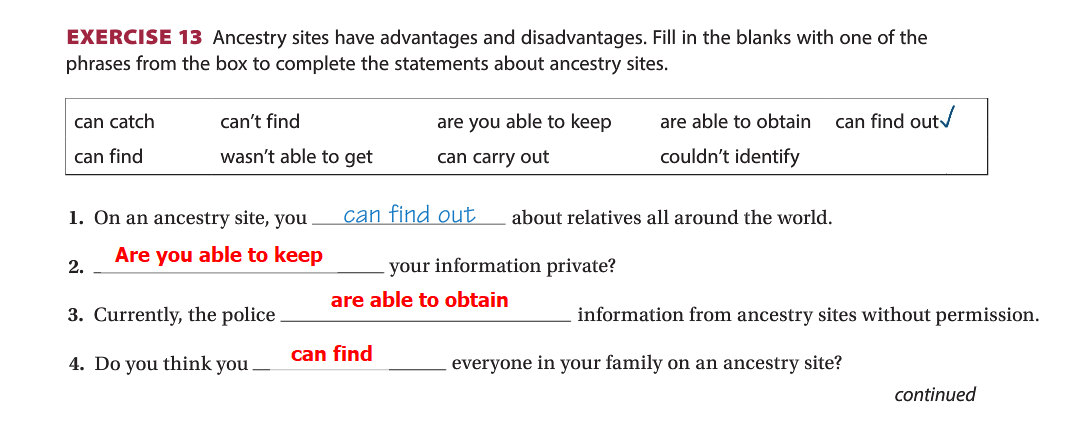 EXERCISE 13 Ancestry sites have advantages and disadvantages. Fill in the blanks with one of the
phrases from the box to complete the statements about ancestry sites.
can catch can’t find are you able to keep are able to obtain can find out✓
can find wasn’t able to get can carry out couldn’t identify
1. On an ancestry site, you can find out about relatives all around the world.
2. Are you able to keep your information private?
3. Currently, the police are able to obtain information from ancestry sites without permission.
4. Do you think you can find everyone in your family on an ancestry site?
continued